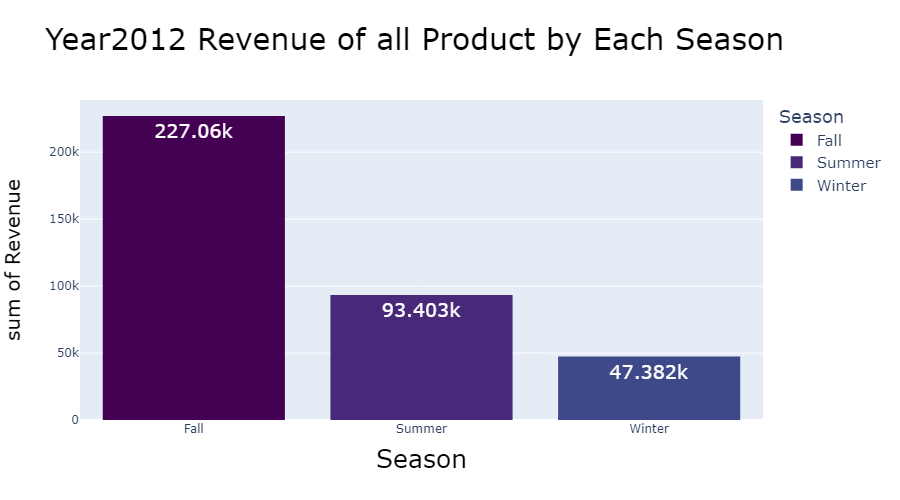 Year2012 Revenue of all Product by Each Season
sum of Revenue
200k
150k
100k
50k
0
227.06k
93.403k
47.382k
Fall
Summer
Winter
Season
Season
Fall
Summer
Winter